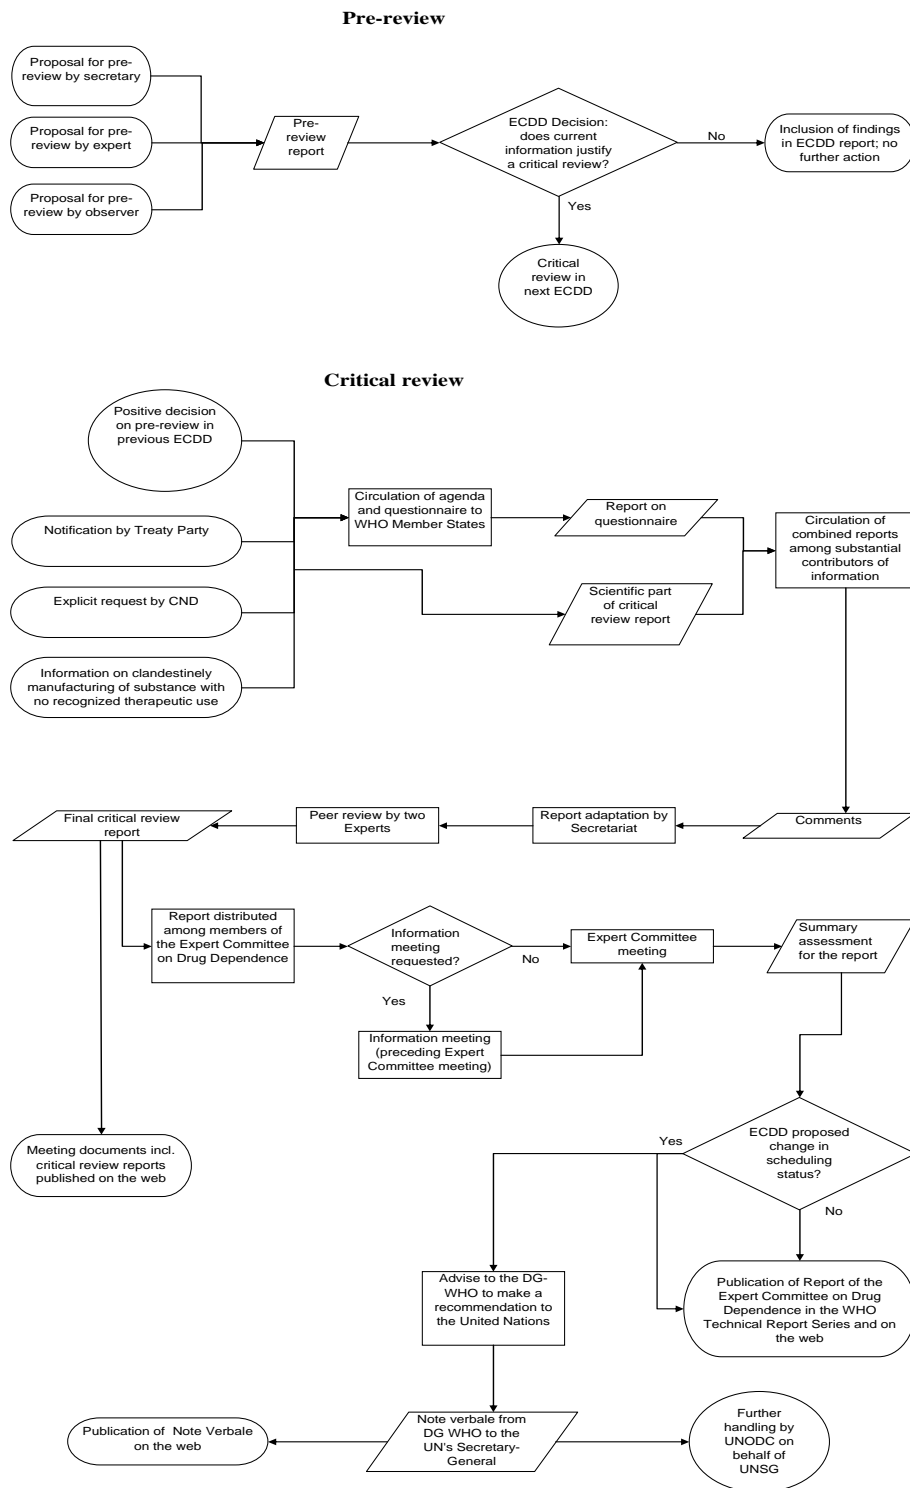 Pre-review
Proposal for pre-
review by secretary
Proposal for pre-
review by expert
Proposal for pre-
review by observer
Pre-
review
report
ECDD Decision:
does current
information justify
a critical review?
No
Inclusion of findings
in ECDD report; no
further action
Yes
Critical
review in
next ECDD
Critical review
Positive decision
on pre-review in
previous ECDD
Notification by Treaty Party
Explicit request by CND
Information on clandestinely
manufacturing of substance with
no recognized therapeutic use
Circulation of agenda
and questionnaire to
WHO Member States
Report on
questionnaire
Scientific part
of critical
review report
Circulation of
combined reports
among substantial
contributors of
information
Comments
Report adaptation by
Secretariat
Peer review by two
Experts
Final critical review
report
Report distributed
among members of
the Expert Committee
on Drug Dependence
Information
meeting
requested?
No
Yes
Information meeting
(preceding Expert
Committee meeting)
Expert Committee
meeting
Summary
assessment
for the report
Meeting documents incl.
critical review reports
published on the web
ECDD proposed
change in
scheduling
status?
Yes
No
Advise to the DG-
WHO to make a
recommendation to
the United Nations
Publication of Report of the
Expert Committee on Drug
Dependence in the WHO
Technical Report Series and on
the web
Publication of Note Verbale
on the web
Note verbale from
DG WHO to the
UN's Secretary-
General
Further
handling by
UNODC on
behalf of
UNSG